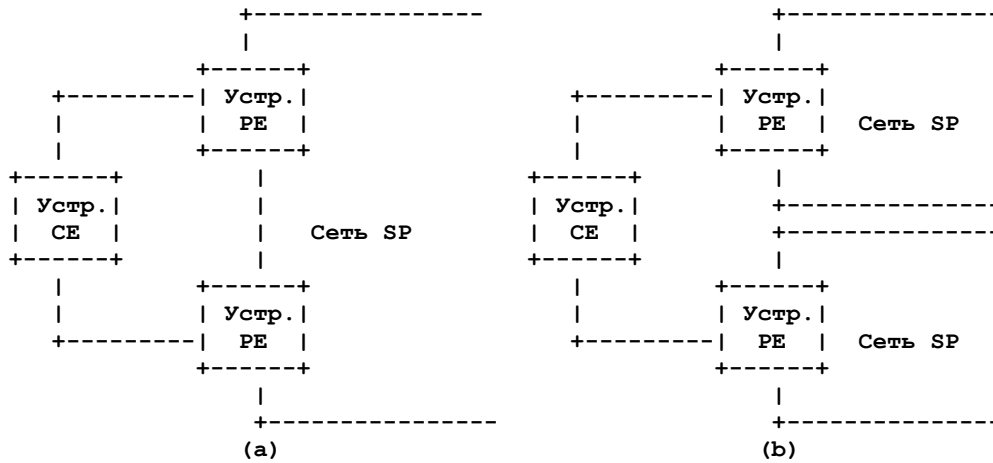 Устр. Устр.
PE PE Сеть SP
Устр. Устр.
CE Сеть SP CE
Устр. Устр.
PE PE Сеть SP
(a) (b)